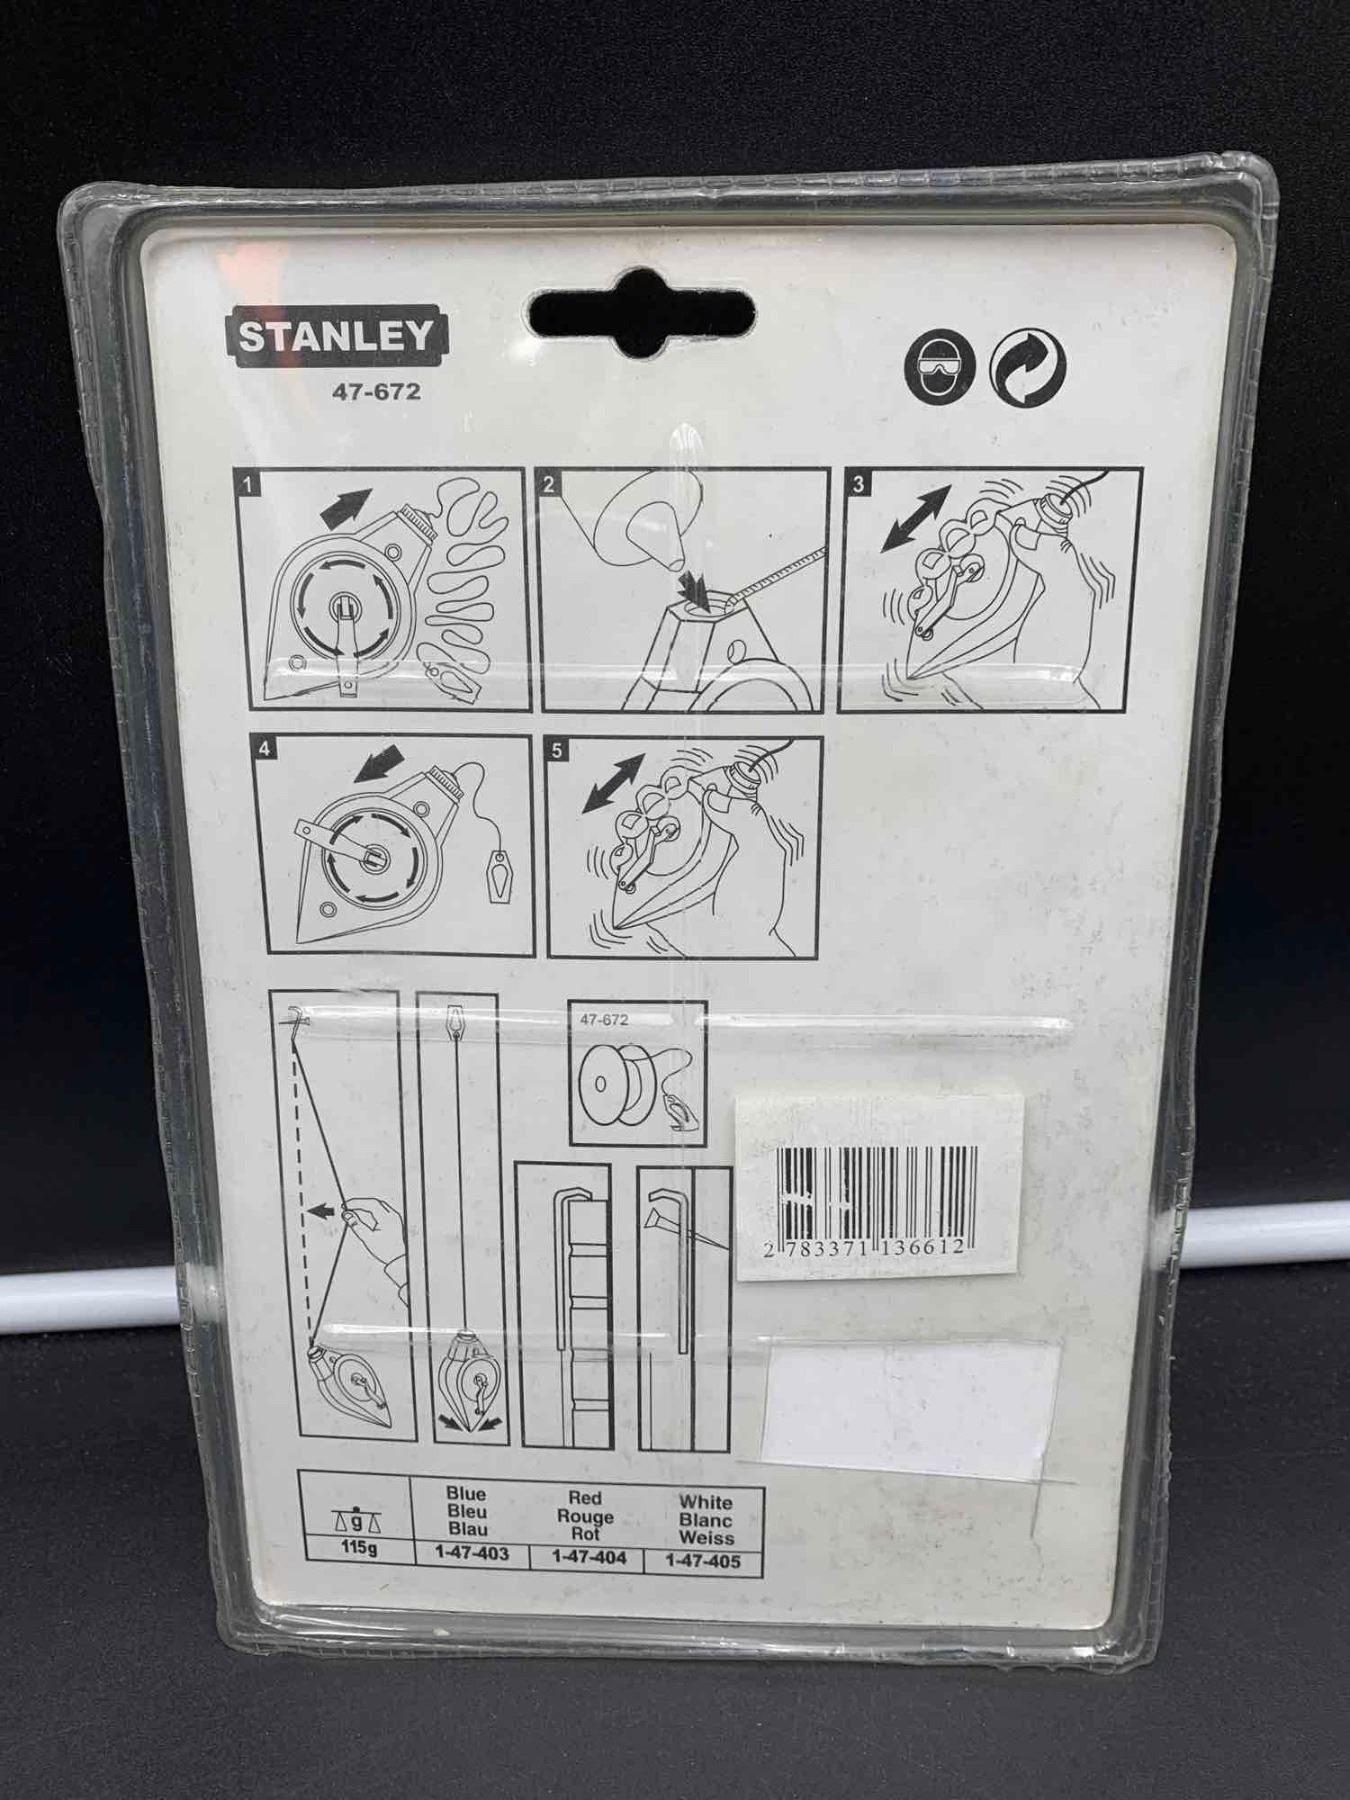 STANLEY
47-672
1
2
3
4
5
47-672
2 783371 136612
g
Blue
Bleu
Blau
Red
Rouge
Rot
White
Blanc
Weiss
115g
1-47-403
1-47-404
1-47-405